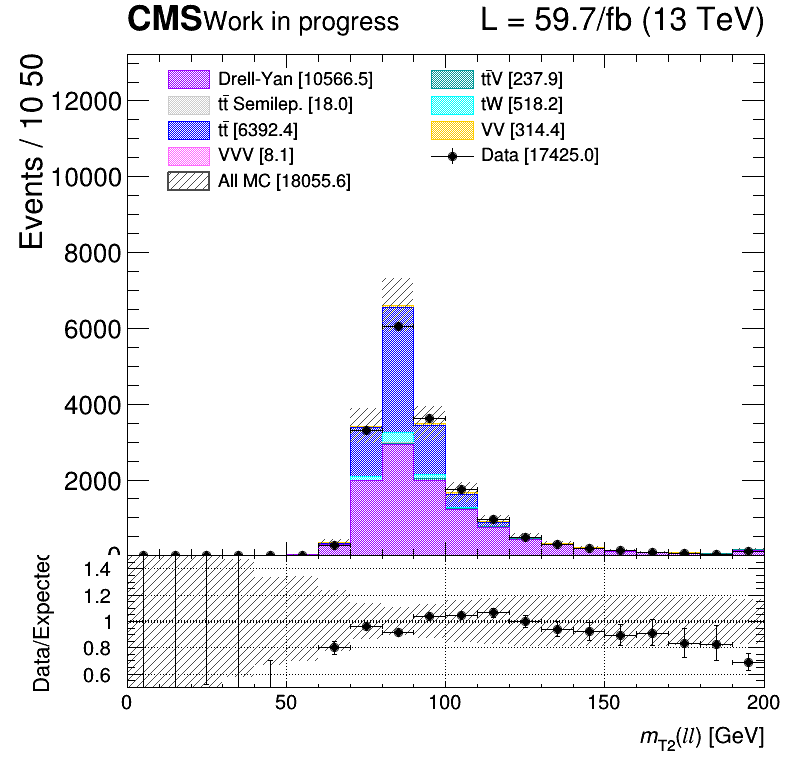 CMS Work in progress L = 59.7/fb (13 TeV)
Events / 10 50
Drell-Yan [10566.5]
tt̄ Semilep. [18.0]
tt̄ [6392.4]
VVV [8.1]
All MC [18055.6]
tt̄V [237.9]
tW [518.2]
VV [314.4]
Data [17425.0]
12000
10000
8000
6000
4000
2000
0
Data/Expected
1.4
1.2
1
0.8
0.6
0 50 100 150 200
mT2(ll) [GeV]